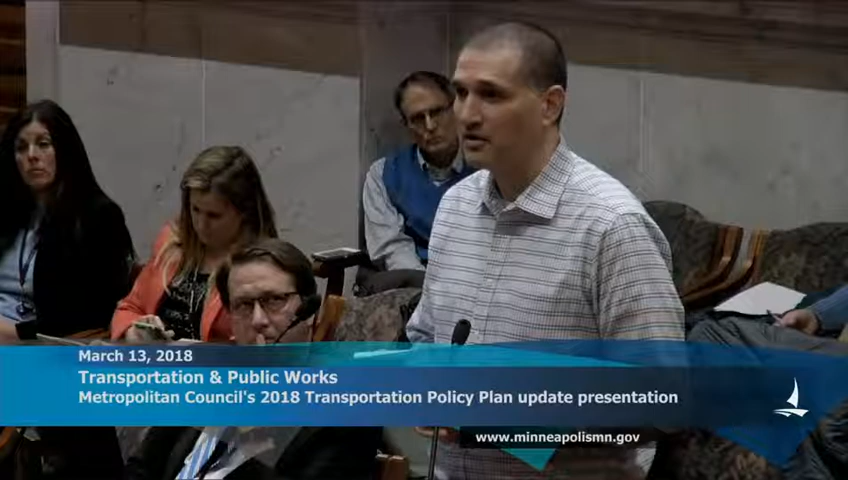 March 13, 2018
Transportation & Public Works
Metropolitan Council's 2018 Transportation Policy Plan update presentation
www.minneapolismn.gov